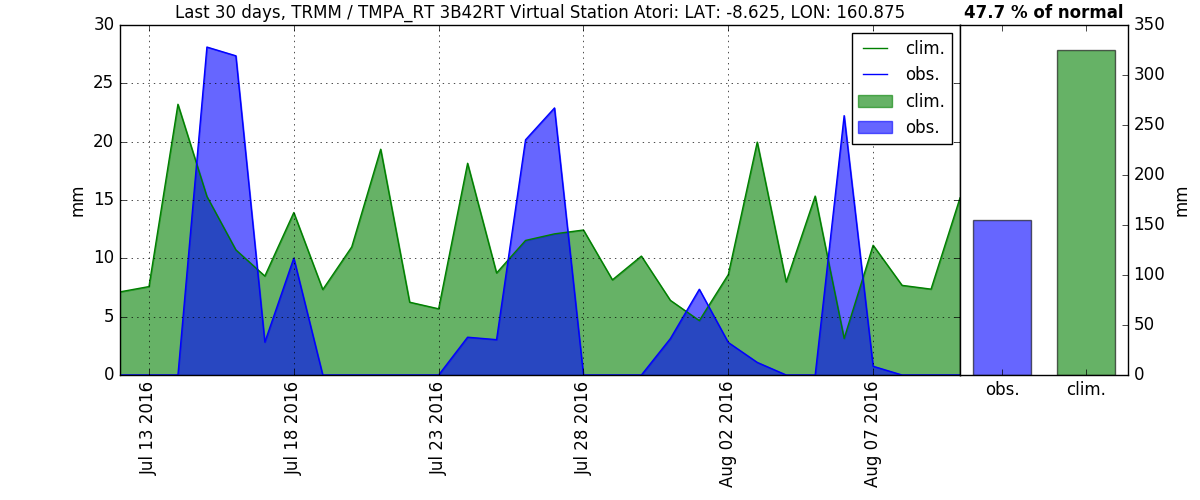 Last 30 days, TRMM / TMPA_RT 3B42RT Virtual Station Atori: LAT: -8.625, LON: 160.875
47.7 % of normal
30
25
20
15
10
5
0
mm
clim.
obs.
clim.
obs.
Jul 13 2016
Jul 18 2016
Jul 23 2016
Jul 28 2016
Aug 02 2016
Aug 07 2016
350
300
250
200
150
100
50
0
mm
obs.
clim.